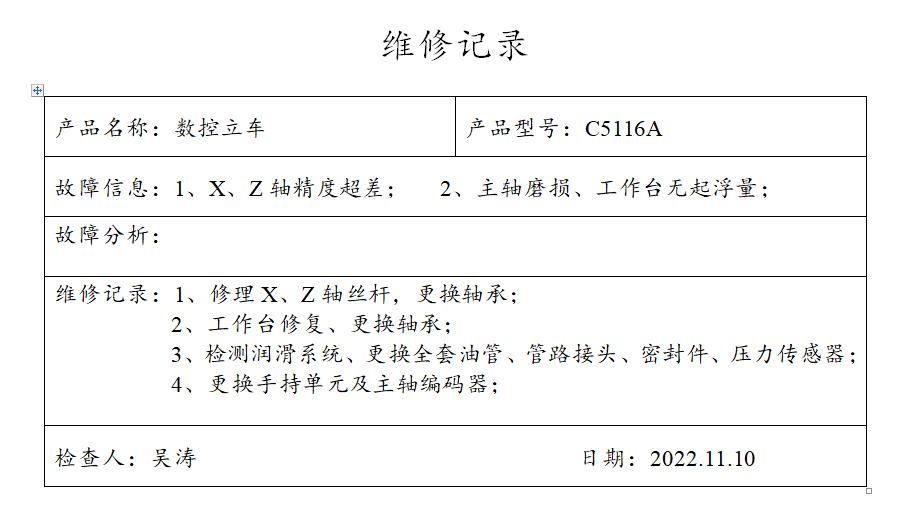 维修记录
产品名称：数控立车 产品型号：C5116A
故障信息：1、X、Z 轴精度超差； 2、主轴磨损、工作台无起浮量；
故障分析：
维修记录：1、修理 X、Z 轴丝杆，更换轴承；
2、工作台修复、更换轴承；
3、检测润滑系统、更换全套油管、管路接头、密封件、压力传感器；
4、更换手持单元及主轴编码器；
检查人：吴涛 日期：2022.11.10